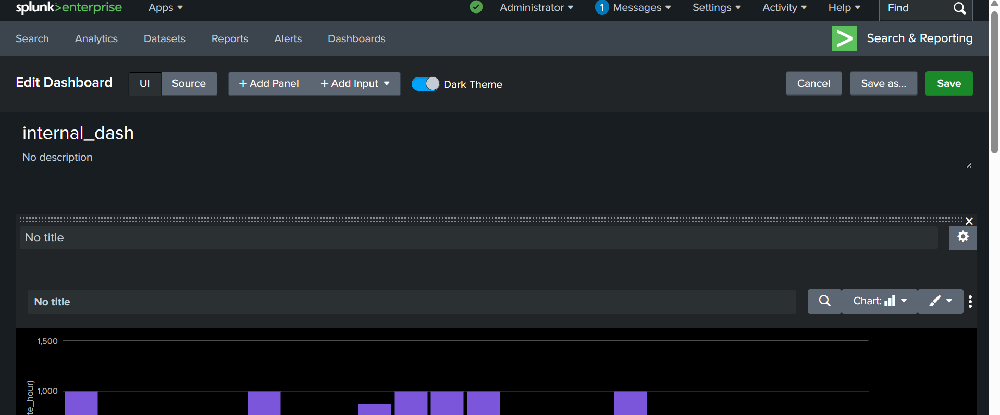 splunk>enterprise Apps Administrator 1 Messages Settings Activity Help Find
Search Analytics Datasets Reports Alerts Dashboards Search & Reporting
Edit Dashboard UI Source + Add Panel + Add Input Dark Theme Cancel Save as... Save
internal_dash
No description
No title
No title Chart:
1,500
1,000
te_hour)